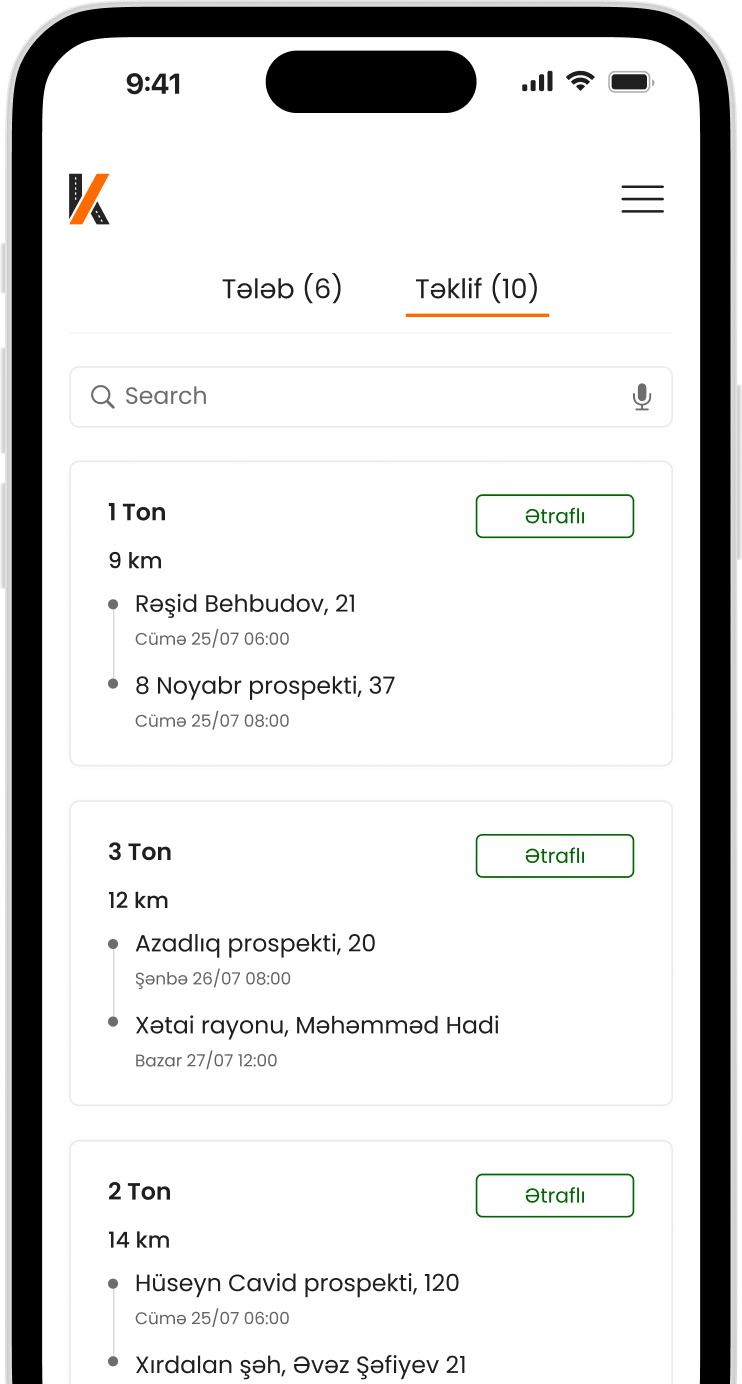 9:41
Tələb (6) Təklif (10)
Search
1 Ton Ətraflı
9 km
Rəşid Behbudov, 21
Cümə 25/07 06:00
8 Noyabr prospekti, 37
Cümə 25/07 08:00
3 Ton Ətraflı
12 km
Azadlıq prospekti, 20
Şənbə 26/07 08:00
Xətai rayonu, Məhəmməd Hadi
Bazar 27/07 12:00
2 Ton Ətraflı
14 km
Hüseyn Cavid prospekti, 120
Cümə 25/07 06:00
Xırdalan şəh, Əvəz Şəfiyev 21